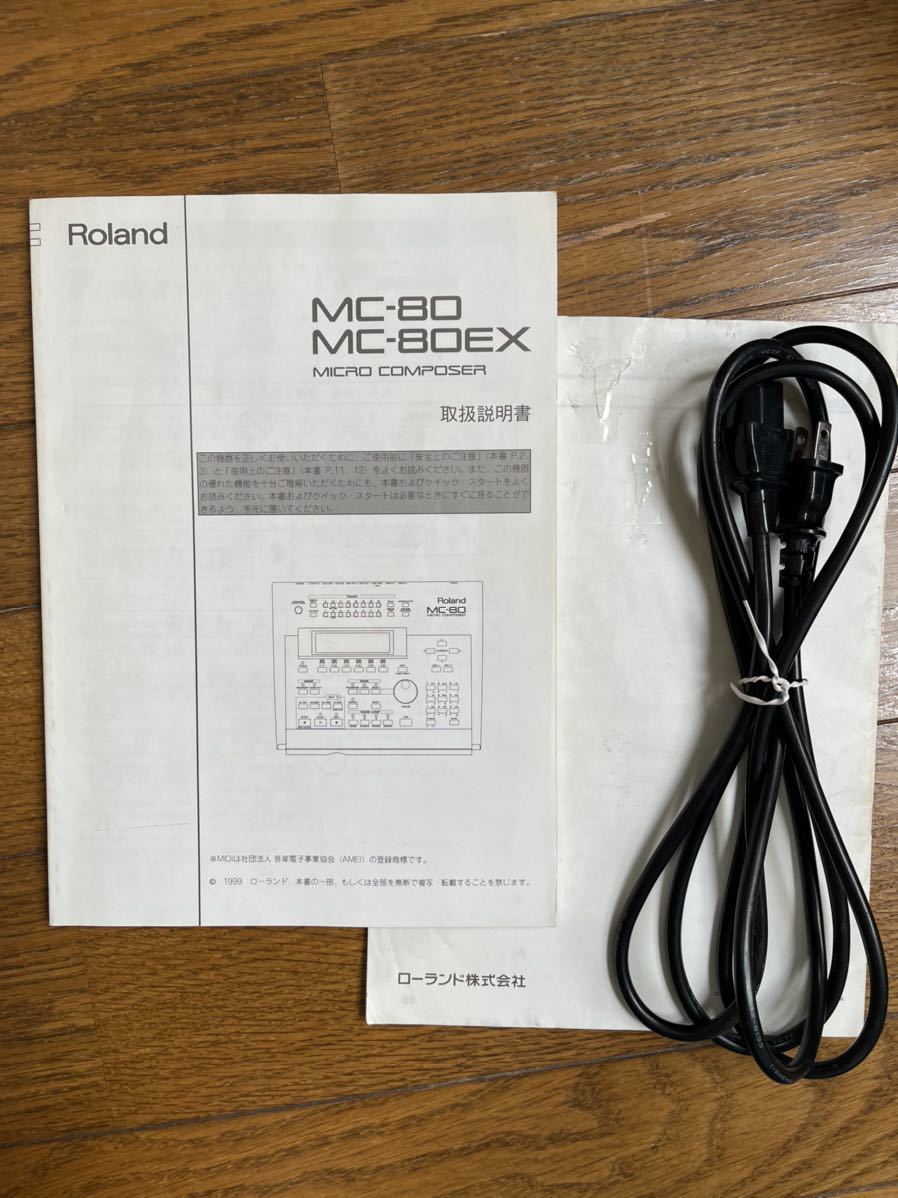 Roland
MC-80
MC-80EX
MICRO COMPOSER
取扱説明書
この機器を正しくお使いいただくために、ご使用前に「安全上のご注意」(本書 P.2、
3)と「使用上のご注意」(本書 P.11、12)をよくお読みください。また、この機器
の優れた機能を十分ご理解いただくためにも、本書およびクイック・スタートをよく
お読みください。本書およびクイック・スタートは必要なときにすぐに見ることがで
きるよう、手元に置いてください。
Roland
MC-80
MICRO COMPOSER
※MIDIは社団法人 音楽電子事業協会(AMEI)の登録商標です。
© 1999 ローランド 本書の一部、もしくは全部を無断で複写・転載することを禁じます。
ローランド株式会社